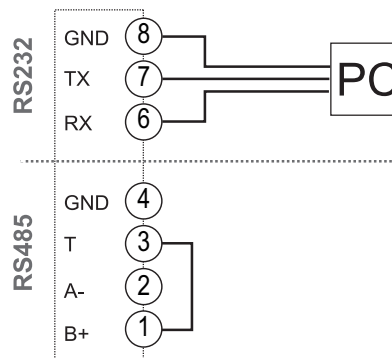 RS232
GND 8
TX 7
RX 6
PC
RS485
GND 4
T 3
A- 2
B+ 1